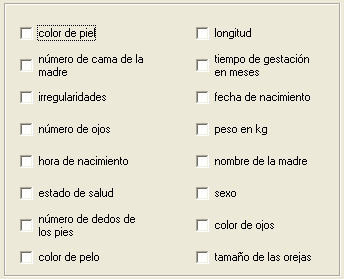 color de piel
número de cama de la
madre
irregularidades
número de ojos
hora de nacimiento
estado de salud
número de dedos de
los pies
color de pelo
longitud
tiempo de gestación
en meses
fecha de nacimiento
peso en kg
nombre de la madre
sexo
color de ojos
tamaño de las orejas